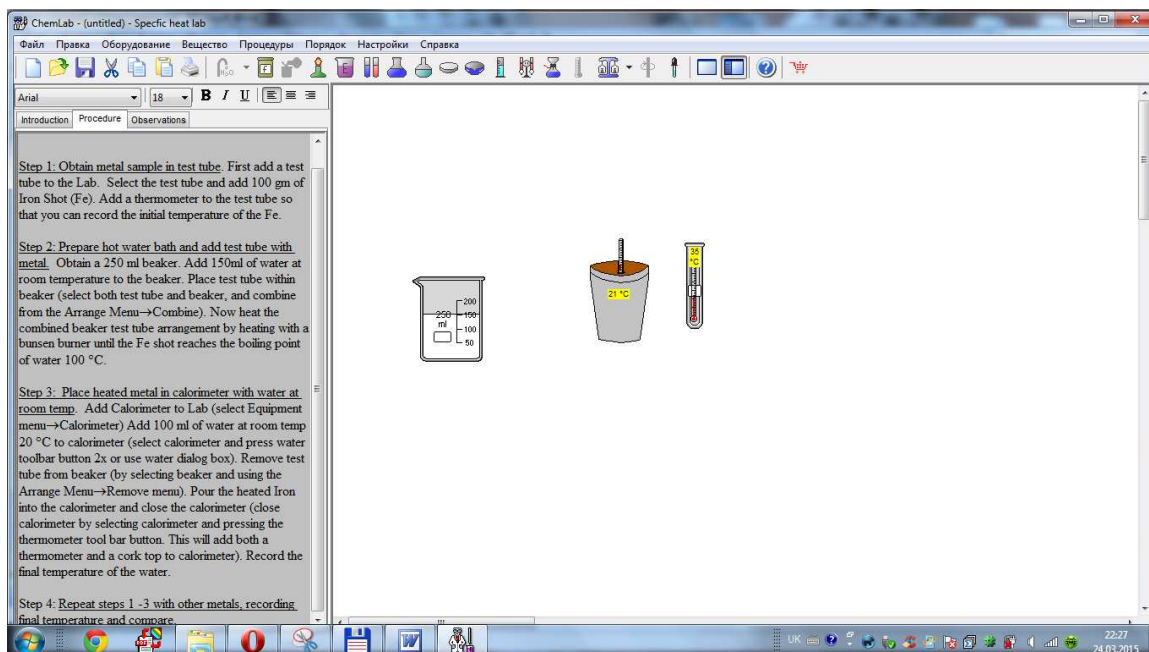 ChemLab - (untitled) - Specfic heat lab
Файл Правка Оборудование Вещество Процедуры Порядок Настройки Справка
Arial 18 B I U
Introduction Procedure Observations
Step 1: Obtain metal sample in test tube. First add a test
tube to the Lab. Select the test tube and add 100 gm of
Iron Shot (Fe). Add a thermometer to the test tube so
that you can record the initial temperature of the Fe.
Step 2: Prepare hot water bath and add test tube with
metal. Obtain a 250 ml beaker. Add 150ml of water at
room temperature to the beaker. Place test tube within
beaker (select both test tube and beaker, and combine
from the Arrange Menu→Combine). Now heat the
combined beaker test tube arrangement by heating with a
bunsen burner until the Fe shot reaches the boiling point
of water 100 °C.
Step 3: Place heated metal in calorimeter with water at
room temp. Add Calorimeter to Lab (select Equipment
menu→Calorimeter) Add 100 ml of water at room temp
20 °C to calorimeter (select calorimeter and press water
toolbar button 2x or use water dialog box). Remove test
tube from beaker (by selecting beaker and using the
Arrange Menu→Remove menu). Pour the heated Iron
into the calorimeter and close the calorimeter (close
calorimeter by selecting calorimeter and pressing the
thermometer tool bar button. This will add both a
thermometer and a cork top to calorimeter). Record the
final temperature of the water.
Step 4: Repeat steps 1 -3 with other metals, recording
final temperature and compare.
250
ml
200
150
100
50
21 °C
35
°C
UK
22:27
24.03.2015